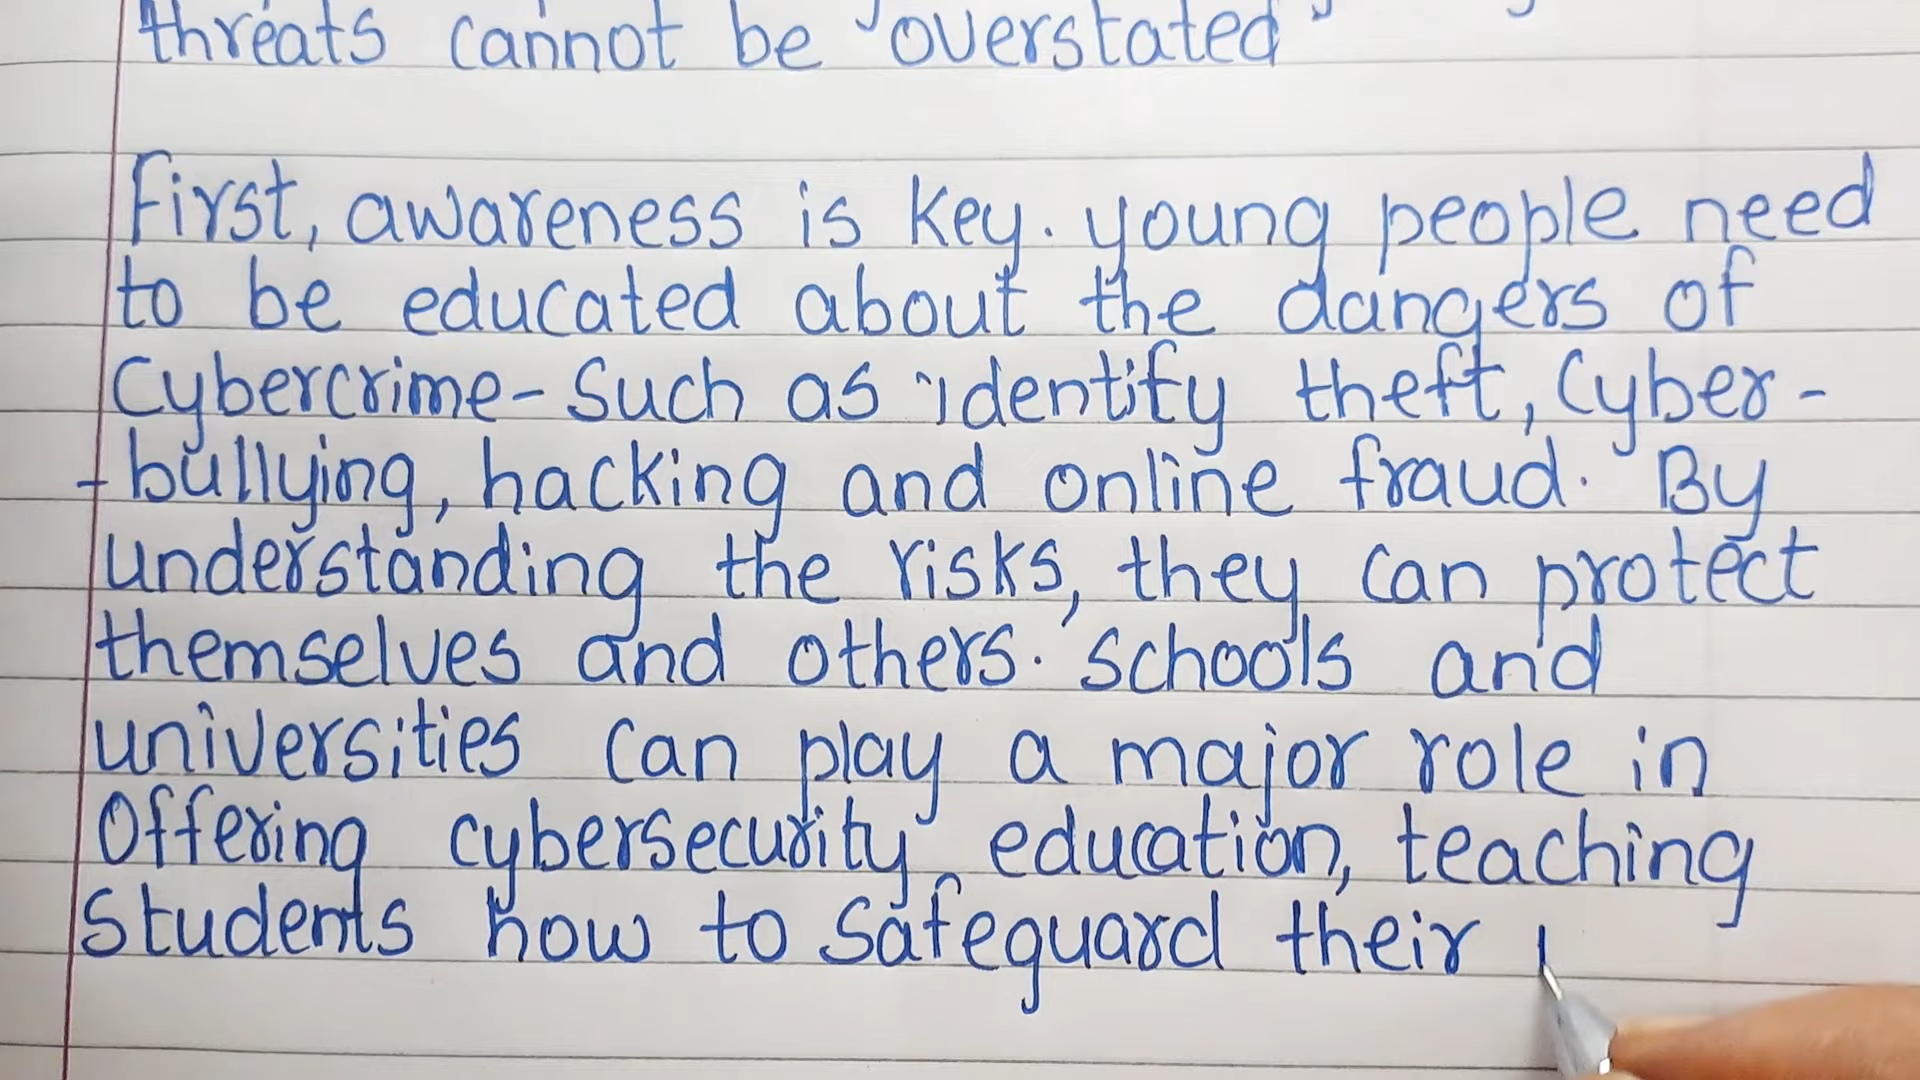 threats cannot be overstated
First, awareness is key. young people need
to be educated about the dangers of
Cybercrime - Such as identify theft, Cyber -
- bullying, hacking and online fraud. By
understanding the risks, they can protect
themselves and others. Schools and
universities can play a major role in
Offering cybersecurity education, teaching
Students how to safeguard their